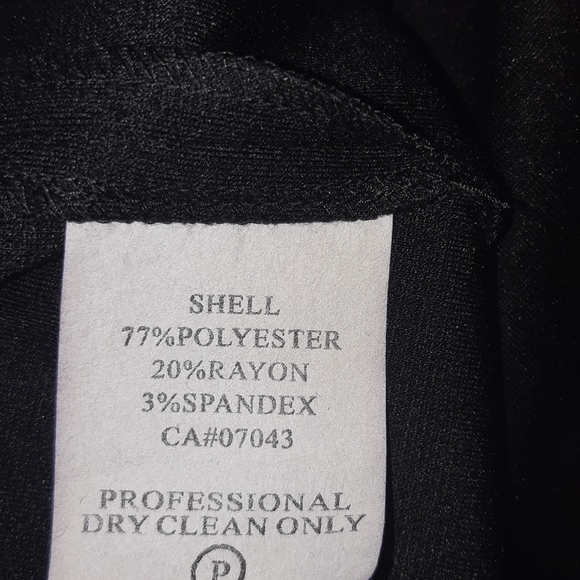 SHELL
77%POLYESTER
20%RAYON
3%SPANDEX
CA#07043
PROFESSIONAL
DRY CLEAN ONLY
P